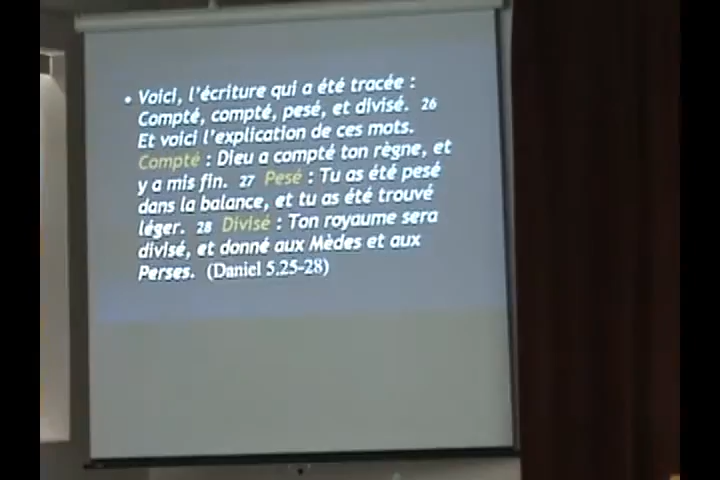 • Voici, l'écriture qui a été tracée :
Compté, compté, pesé, et divisé. 26
Et voici l'explication de ces mots.
Compté : Dieu a compté ton règne, et
y a mis fin. 27 Pesé : Tu as été pesé
dans la balance, et tu as été trouvé
léger. 28 Divisé : Ton royaume sera
divisé, et donné aux Mèdes et aux
Perses. (Daniel 5.25-28)